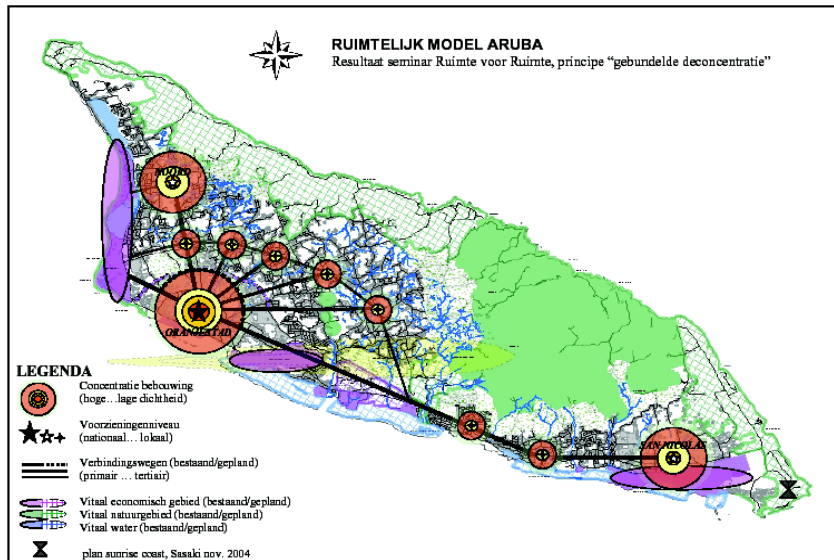 RUIMTELIJK MODEL ARUBA
Resultaat seminar Ruimte voor Ruimte, principe “gebundelde deconcentratie”
NOORD
ORANJESTAD
SAN NICOLAS
LEGENDA
Concentratie bebouwing
(hoge...lage dichtheid)
Voorzieningenniveau
(nationaal... lokaal)
Verbindingswegen (bestaand/gepland)
(primair ... tertiair)
Vitaal economisch gebied (bestaand/gepland)
Vitaal natuurgebied (bestaand/gepland)
Vitaal water (bestaand/gepland)
plan sunrise coast, Sasaki nov. 2004